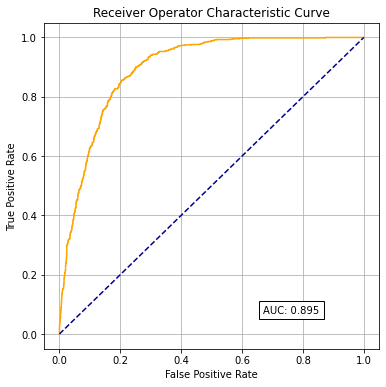 Receiver Operator Characteristic Curve
True Positive Rate
1.0
0.8
0.6
0.4
0.2
0.0
AUC: 0.895
0.0 0.2 0.4 0.6 0.8 1.0
False Positive Rate